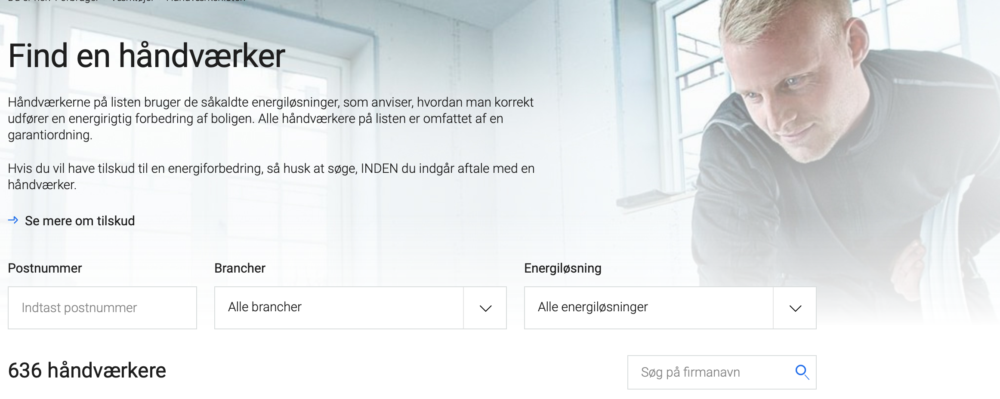 Find en håndværker
Håndværkerne på listen bruger de såkaldte energiløsninger, som anviser, hvordan man korrekt
udfører en energirigtig forbedring af boligen. Alle håndværkere på listen er omfattet af en
garantiordning.
Hvis du vil have tilskud til en energiforbedring, så husk at søge, INDEN du indgår aftale med en
håndværker.
Se mere om tilskud
Postnummer
Brancher
Energiløsning
Indtast postnummer
Alle brancher
Alle energiløsninger
636 håndværkere
Søg på firmanavn